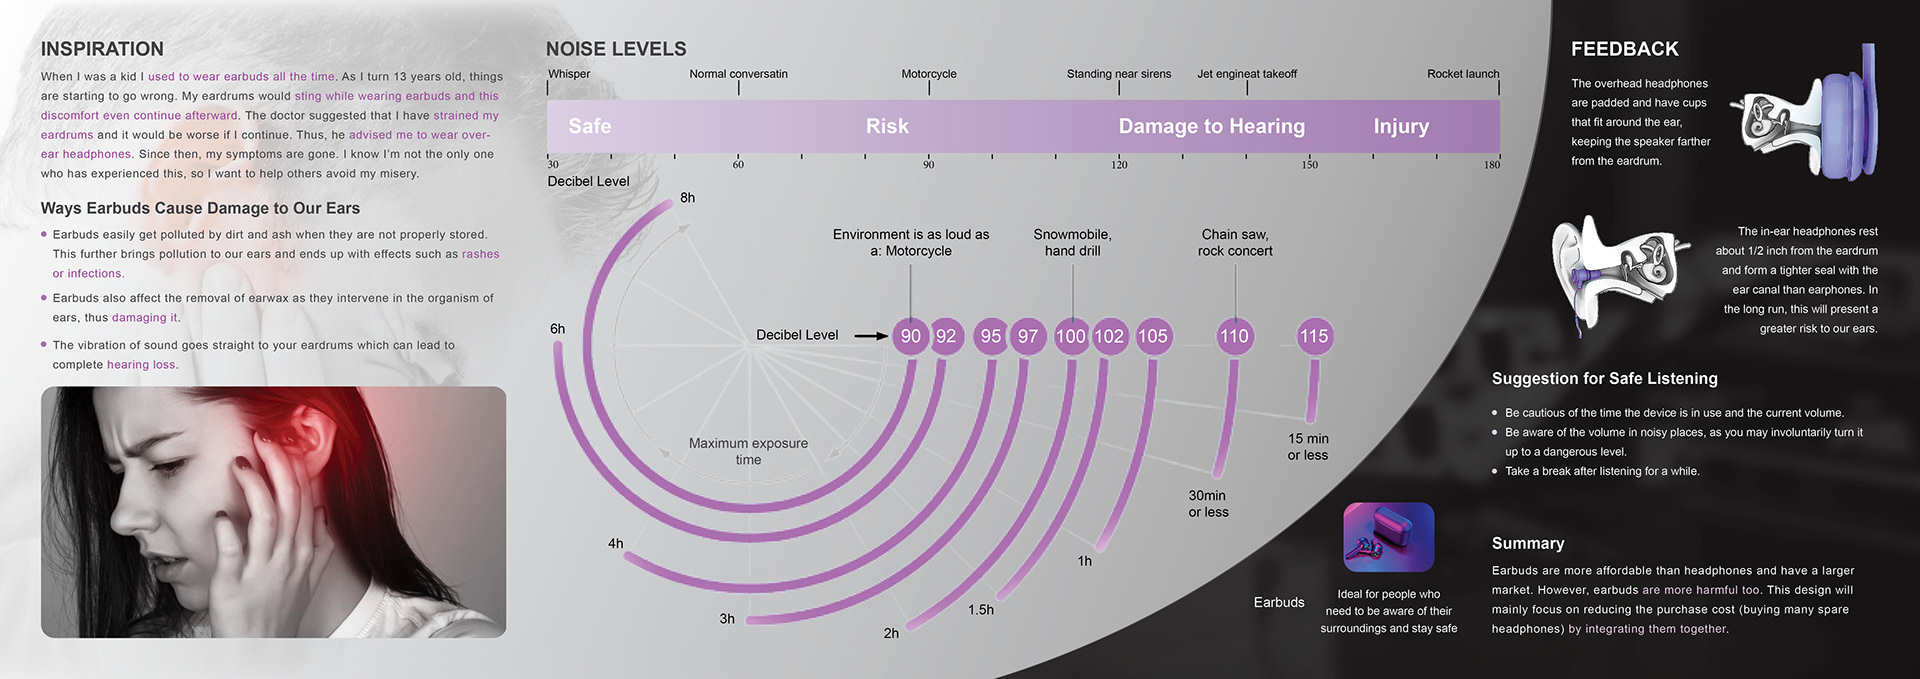 INSPIRATION
When I was a kid I used to wear earbuds all the time. As I turn 13 years old, things
are starting to go wrong. My eardrums would sting while wearing earbuds and this
discomfort even continue afterward. The doctor suggested that I have strained my
eardrums and it would be worse if I continue. Thus, he advised me to wear over-
ear headphones. Since then, my symptoms are gone. I know I'm not the only one
who has experienced this, so I want to help others avoid my misery.
Ways Earbuds Cause Damage to Our Ears
• Earbuds easily get polluted by dirt and ash when they are not properly stored.
This further brings pollution to our ears and ends up with effects such as rashes
or infections.
• Earbuds also affect the removal of earwax as they intervene in the organism of
ears, thus damaging it.
• The vibration of sound goes straight to your eardrums which can lead to
complete hearing loss.
NOISE LEVELS
Whisper
Normal conversatin
Motorcycle
Standing near sirens
Jet engineat takeoff
Rocket launch
Safe
Risk
Damage to Hearing
Injury
30
60
90
120
150
180
Decibel Level
8h
Environment is as loud as
a: Motorcycle
Snowmobile,
hand drill
Chain saw,
rock concert
6h
Decibel Level
90
92
95
97
100
102
105
110
115
Maximum exposure
time
15 min
or less
30min
or less
4h
1h
1.5h
3h
2h
FEEDBACK
The overhead headphones
are padded and have cups
that fit around the ear,
keeping the speaker farther
from the eardrum.
The in-ear headphones rest
about 1/2 inch from the eardrum
and form a tighter seal with the
ear canal than earphones. In
the long run, this will present a
greater risk to our ears.
Suggestion for Safe Listening
• Be cautious of the time the device is in use and the current volume.
• Be aware of the volume in noisy places, as you may involuntarily turn it
up to a dangerous level.
• Take a break after listening for a while.
Earbuds
Ideal for people who
need to be aware of their
surroundings and stay safe
Summary
Earbuds are more affordable than headphones and have a larger
market. However, earbuds are more harmful too. This design will
mainly focus on reducing the purchase cost (buying many spare
headphones) by integrating them together.